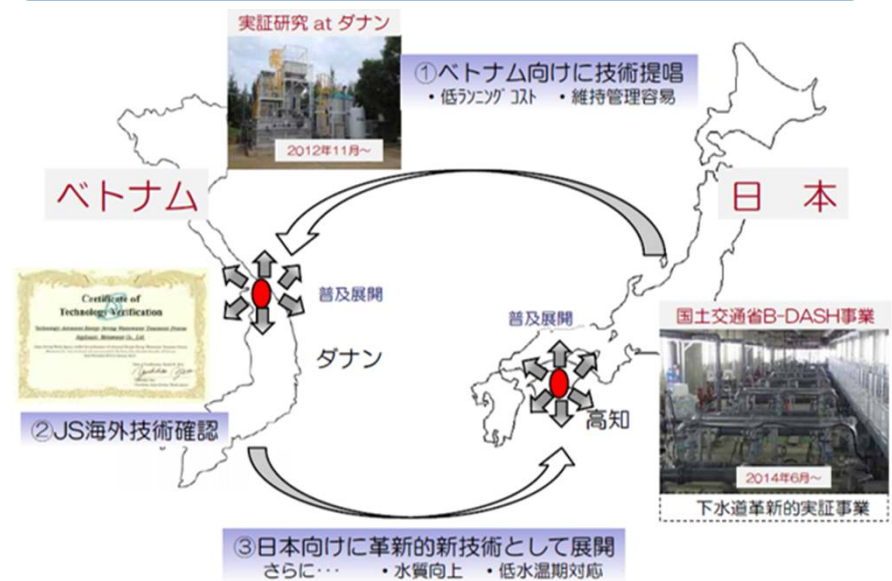 実証研究 at ダナン
2012年11月~
①ベトナム向けに技術提唱
・低ランニングコスト ・維持管理容易
ベトナム
日 本
普及展開
ダナン
Certificate of
Technology Verification
②JS海外技術確認
普及展開
高知
国土交通省B-DASH事業
2014年6月~
下水道革新的実証事業
③日本向けに革新的新技術として展開
さらに・・・ ・水質向上 ・低水温期対応